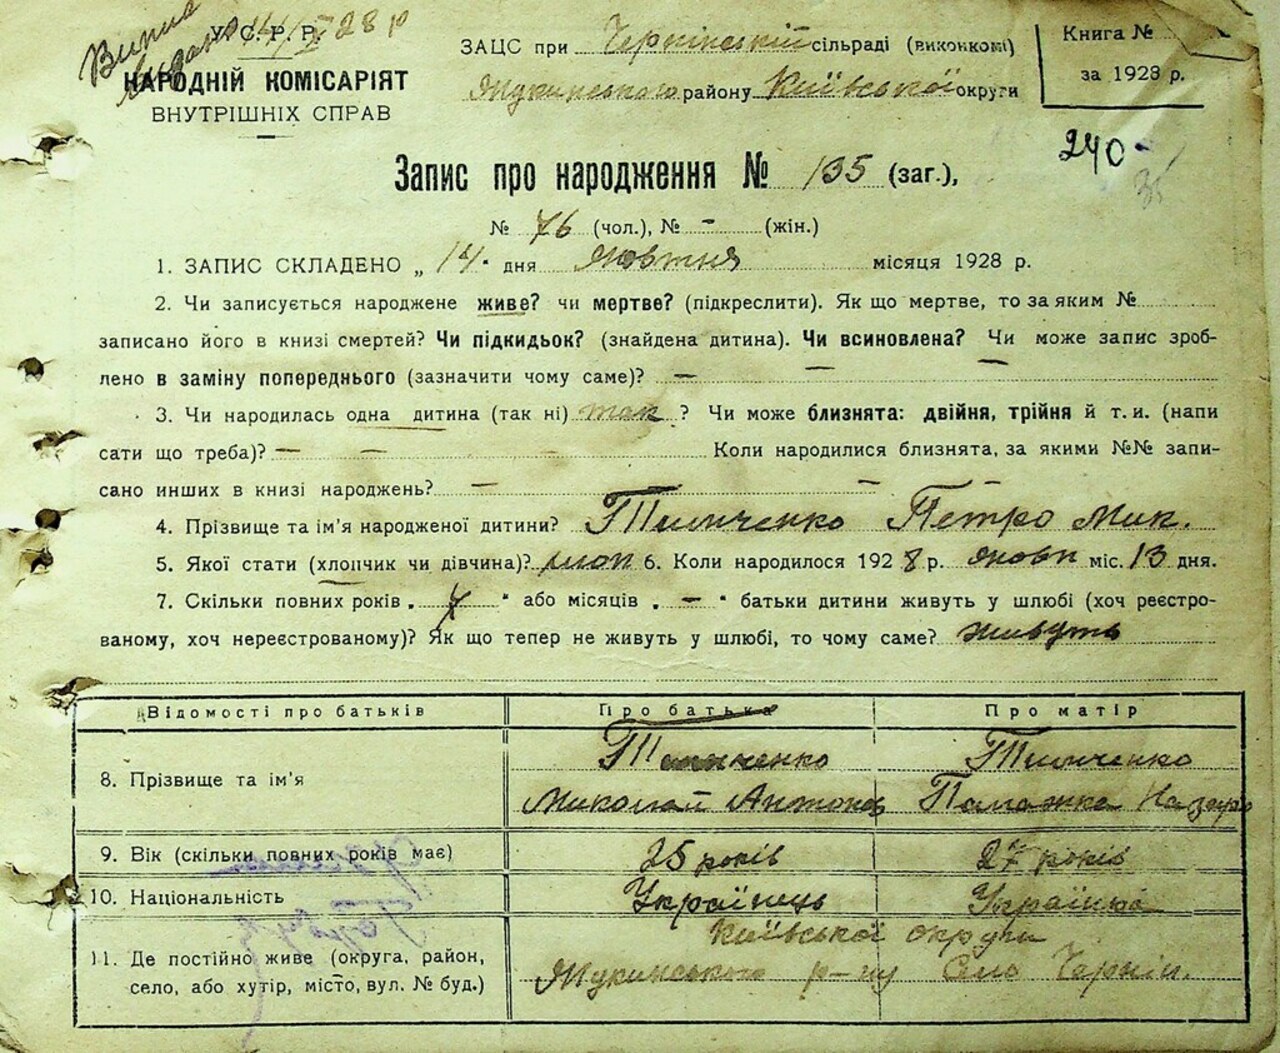 Випис
видано 14/X 28 р
У.С.Р.Р.
НАРОДНІЙ КОМІСАРІЯТ
ВНУТРІШНІХ СПРАВ
ЗАЦС при Чернінській сільраді (виконкомі)
району Київської округи
Книга №
за 1928 р.
240
35
Запис про народження № 135 (заг.),
№ 76 (чол.), № - (жін.)
1. ЗАПИС СКЛАДЕНО „ 14 " дня жовтня місяця 1928 р.
2. Чи записується народжене живе? чи мертве? (підкреслити). Як що мертве, то за яким №
записано його в книзі смертей? Чи підкидьок? (знайдена дитина). Чи всиновлена? Чи може запис зроб-
лено в заміну попереднього (зазначити чому саме)? — — —
3. Чи народилась одна дитина (так ні) так ? Чи може близнята: двійня, трійня й т. и. (напи
сати що треба)? — — Коли народилися близнята, за якими №№ запи-
сано инших в книзі народжень? — — —
4. Прізвище та ім'я народженої дитини? Тимченко Петро Мик.
5. Якої стати (хлопчик чи дівчина)? хлоп 6. Коли народилося 1928 р. жовт міс. 13 дня.
7. Скільки повних років „ 7 " або місяців „ — " батьки дитини живуть у шлюбі (хоч реєстро-
ваному, хоч нереєстрованому)? Як що тепер не живуть у шлюбі, то чому саме? живуть
Відомості про батьків Про батька Про матір
8. Прізвище та ім'я Тимченко Тимченко
Миколай Антонов
9. Вік (скільки повних років має) 25 років 27 років
10. Національність Українець Українка
Київської округи
11. Де постійно живе (округа, район, р-ну Село Чернін.
село, або хутір, місто, вул. № буд.)